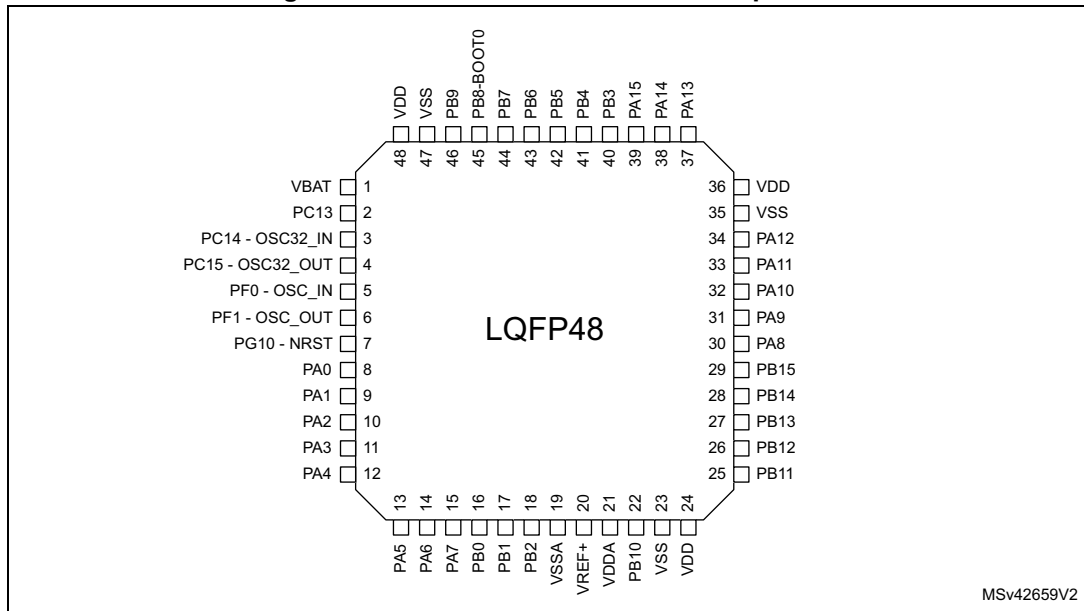 VDD
VSS
PB9
PB8-BOOT0
PB7
PB6
PB5
PB4
PB3
PA15
PA14
PA13
48
47
46
45
44
43
42
41
40
39
38
37
VBAT 1
PC13 2
PC14 - OSC32_IN 3
PC15 - OSC32_OUT 4
PF0 - OSC_IN 5
PF1 - OSC_OUT 6
PG10 - NRST 7
PA0 8
PA1 9
PA2 10
PA3 11
PA4 12
LQFP48
36 VDD
35 VSS
34 PA12
33 PA11
32 PA10
31 PA9
30 PA8
29 PB15
28 PB14
27 PB13
26 PB12
25 PB11
13
14
15
16
17
18
19
20
21
22
23
24
PA5
PA6
PA7
PB0
PB1
PB2
VSSA
VREF+
VDDA
PB10
VSS
VDD
MSv42659V2